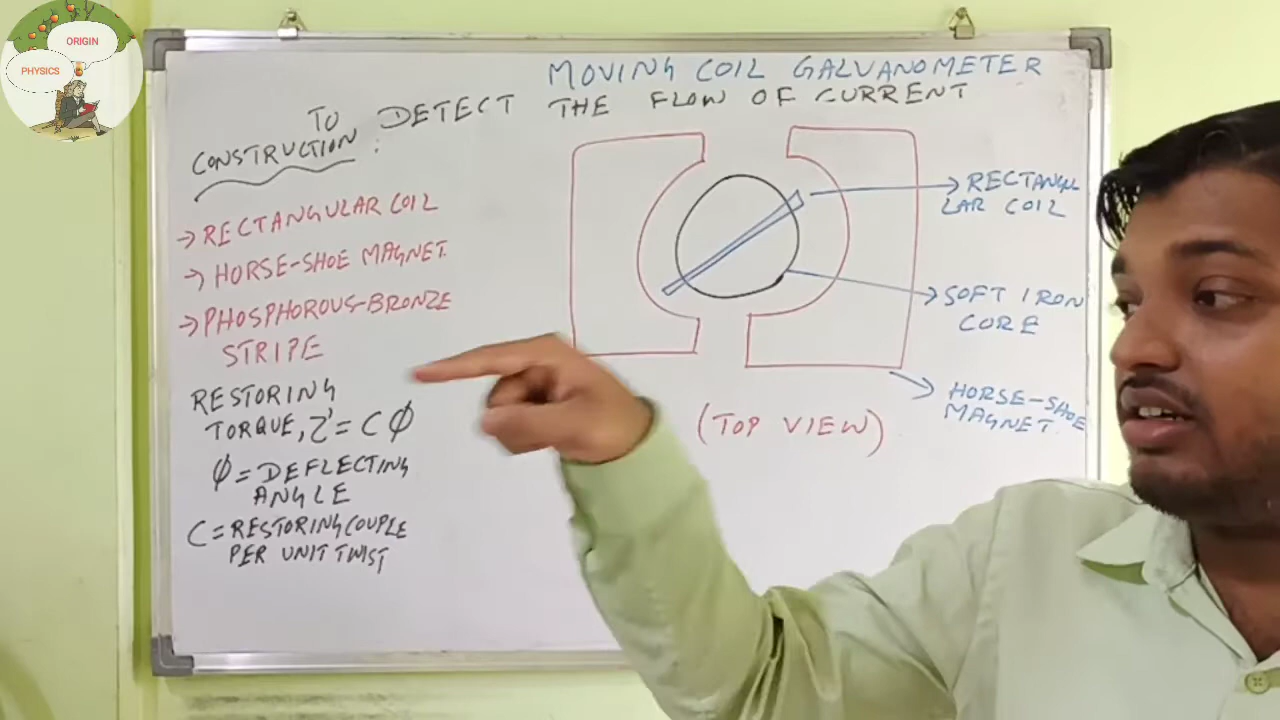 ORIGIN
PHYSICS
MOVING COIL GALVANOMETER
TO DETECT THE FLOW OF CURRENT
CONSTRUCTION:
→ RECTANGULAR COIL
→ HORSE-SHOE MAGNET
→ PHOSPHOROUS-BRONZE
STRIPE
RESTORING
TORQUE, τ' = C φ
φ = DEFLECTING
ANGLE
C = RESTORING COUPLE
PER UNIT TWIST
→ RECTANGU
LAR COIL
→ SOFT IRON
CORE
→ HORSE-SHOE
MAGNET
(TOP VIEW)